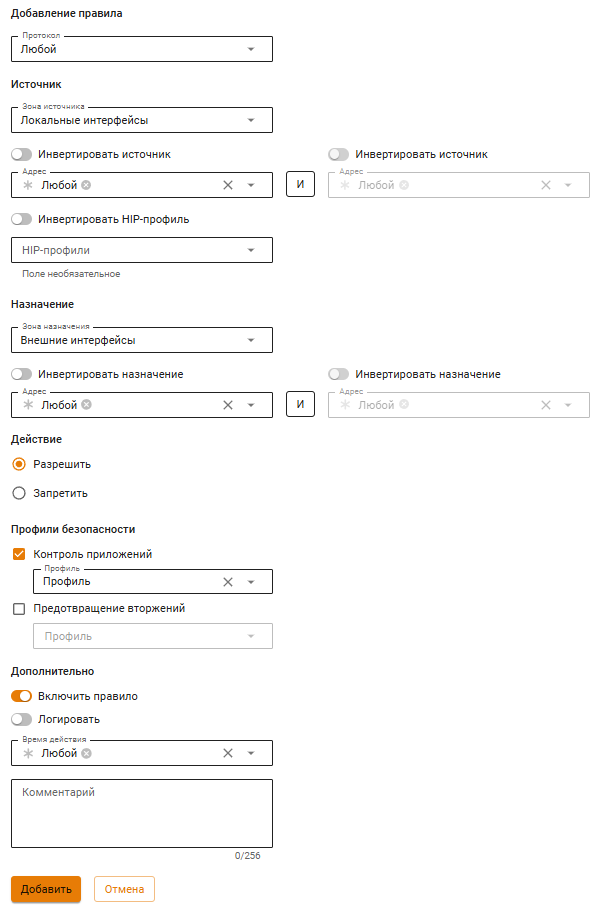 Добавление правила
Протокол
Любой
Источник
Зона источника
Локальные интерфейсы
Инвертировать источник
Инвертировать источник
Адрес
Любой
И
Адрес
Любой
Инвертировать HIP-профиль
HIP-профили
Поле необязательное
Назначение
Зона назначения
Внешние интерфейсы
Инвертировать назначение
Инвертировать назначение
Адрес
Любой
И
Адрес
Любой
Действие
Разрешить
Запретить
Профили безопасности
Контроль приложений
Профиль
Профиль
Предотвращение вторжений
Профиль
Дополнительно
Включить правило
Логировать
Время действия
Любой
Комментарий
0/256
Добавить
Отмена